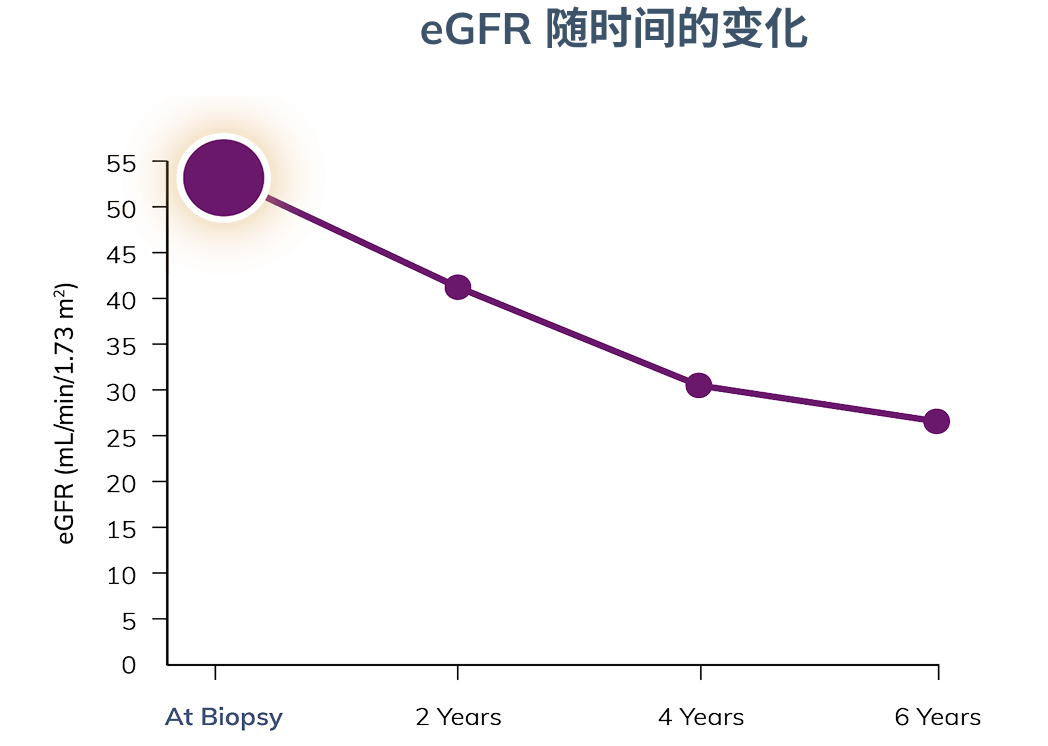 eGFR 随时间的变化
55
50
45
40
35
30
25
20
15
10
5
0
eGFR (mL/min/1.73 m²)
At Biopsy
2 Years
4 Years
6 Years